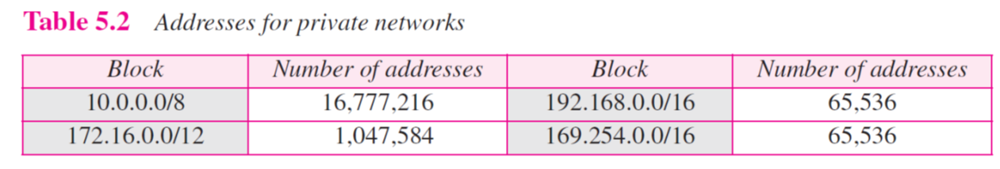 Table 5.2 Addresses for private networks
Block Number of addresses Block Number of addresses
10.0.0.0/8 16,777,216 192.168.0.0/16 65,536
172.16.0.0/12 1,047,584 169.254.0.0/16 65,536